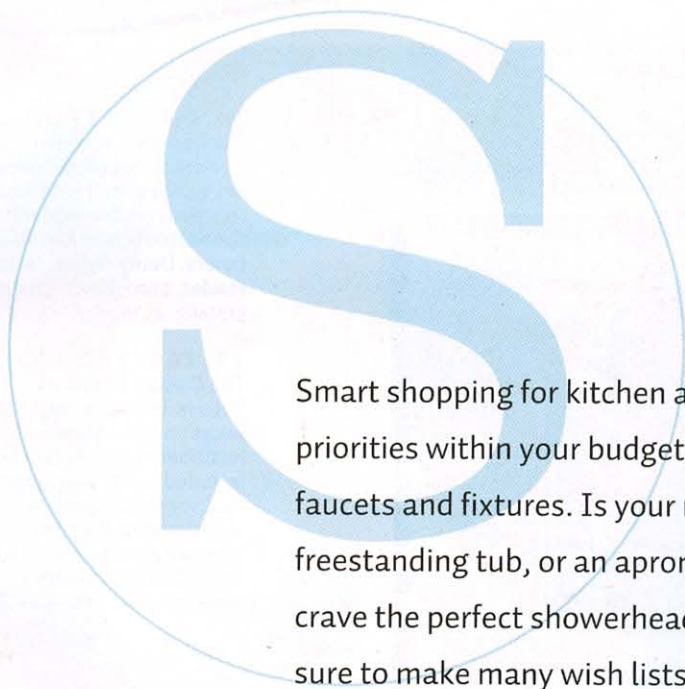 S
Smart shopping for kitchen a
priorities within your budget
faucets and fixtures. Is your
freestanding tub, or an apron
crave the perfect showerhead
sure to make many wish lists